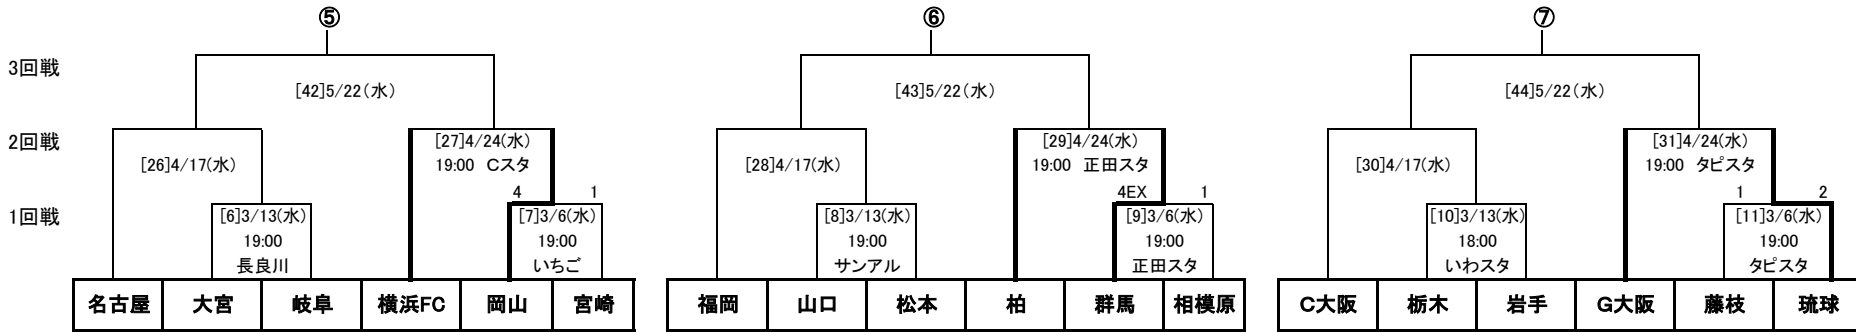 ⑤ ⑥ ⑦
3回戦
[42]5/22(水) [43]5/22(水) [44]5/22(水)
2回戦
[27]4/24(水) [29]4/24(水) [31]4/24(水)
[26]4/17(水) 19:00 Cスタ [28]4/17(水) 19:00 正田スタ [30]4/17(水) 19:00 タピスタ
4 1 4EX 1 1 2
1回戦
[6]3/13(水) [7]3/6(水) [8]3/13(水) [9]3/6(水) [10]3/13(水) [11]3/6(水)
19:00 19:00 19:00 19:00 18:00 19:00
長良川 いちご サンアル 正田スタ いわスタ タピスタ
名古屋 大宮 岐阜 横浜FC 岡山 宮崎 福岡 山口 松本 柏 群馬 相模原 C大阪 栃木 岩手 G大阪 藤枝 琉球